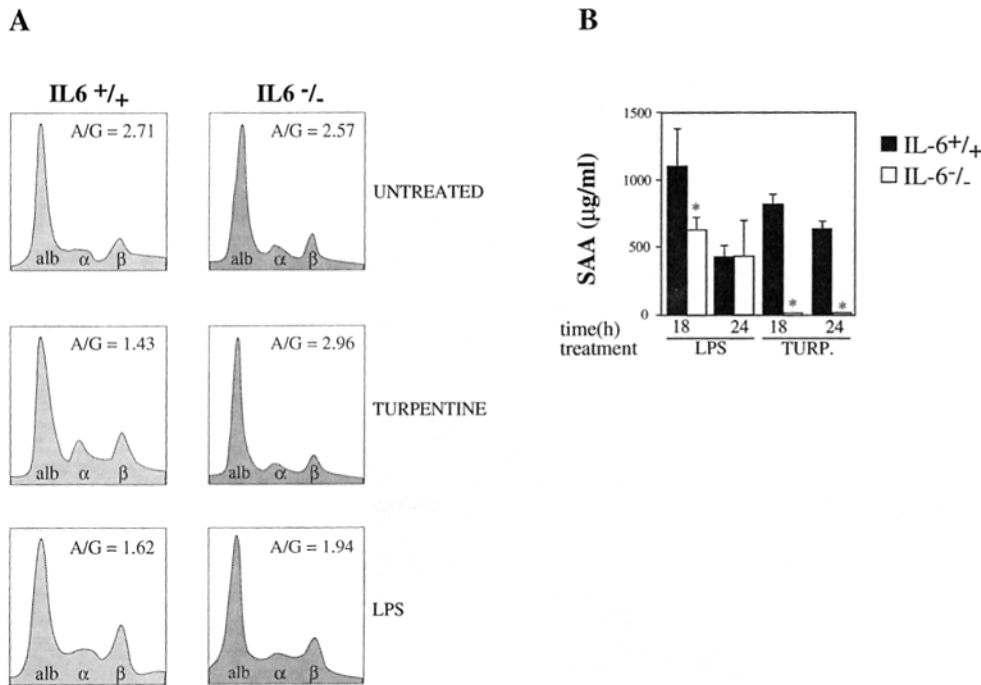 A
IL6 +/+
IL6 -/-
A/G = 2.71
alb α β
A/G = 2.57
alb α β
UNTREATED
A/G = 1.43
alb α β
A/G = 2.96
alb α β
TURPENTINE
A/G = 1.62
alb α β
A/G = 1.94
alb α β
LPS
B
1500
1000
500
0
SAA (µg/ml)
*
*
*
IL-6+/+
IL-6-/-
time(h) 18 24 18 24
treatment LPS TURP.